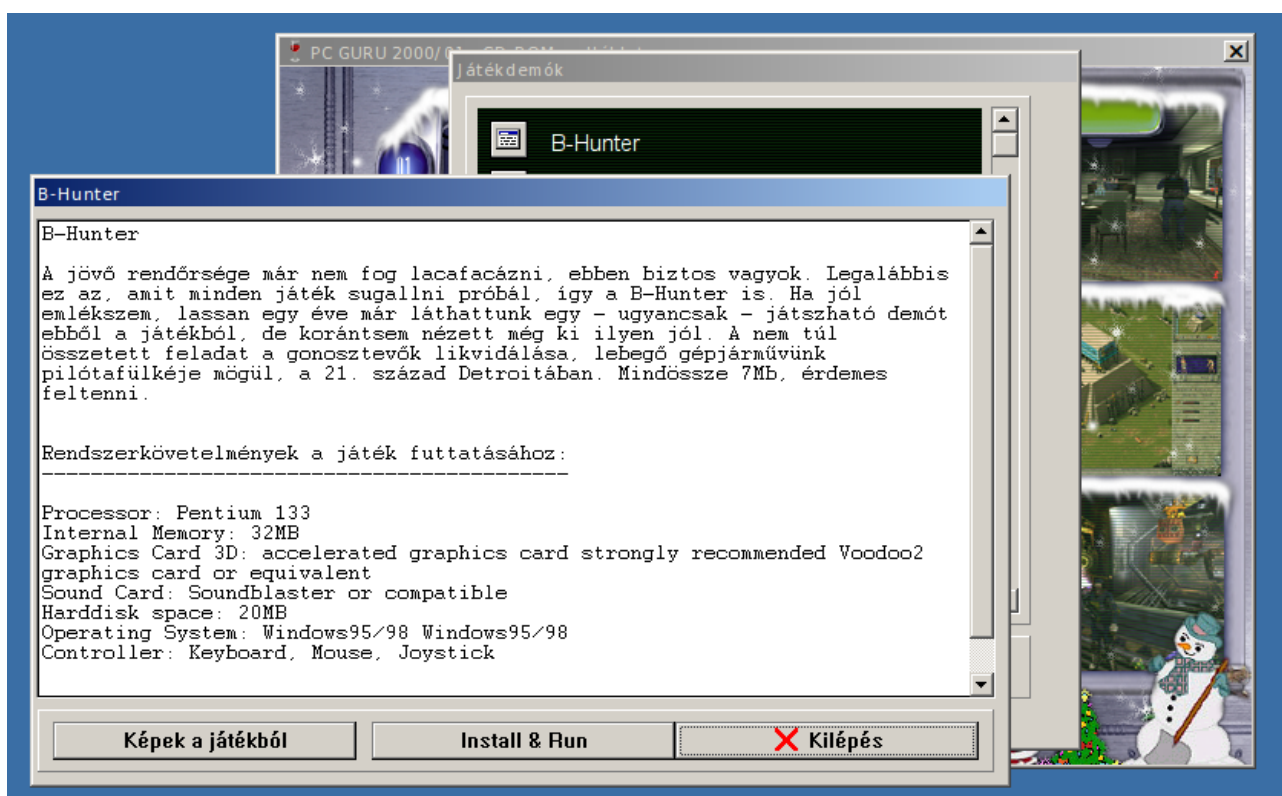 PC GURU 2000/
Játékdemók
B-Hunter
01
B-Hunter
B-Hunter
A jövő rendőrsége már nem fog lacafacázni, ebben biztos vagyok. Legalábbis
ez az, amit minden játék sugallni próbál, így a B-Hunter is. Ha jól
emlékszem, lassan egy éve már láthattunk egy - ugyancsak - játszható demót
ebből a játékból, de korántsem nézett még ki ilyen jól. A nem túl
összetett feladat a gonosztevők likvidálása, lebegő gépjárművünk
pilótafülkéje mögül, a 21. század Detroitában. Mindössze 7Mb, érdemes
feltenni.
Rendszerkövetelmények a játék futtatásához:
-------------------------------------------
Processor: Pentium 133
Internal Memory: 32MB
Graphics Card 3D: accelerated graphics card strongly recommended Voodoo2
graphics card or equivalent
Sound Card: Soundblaster or compatible
Harddisk space: 20MB
Operating System: Windows95/98 Windows95/98
Controller: Keyboard, Mouse, Joystick
Képek a játékból
Install & Run
Kilépés